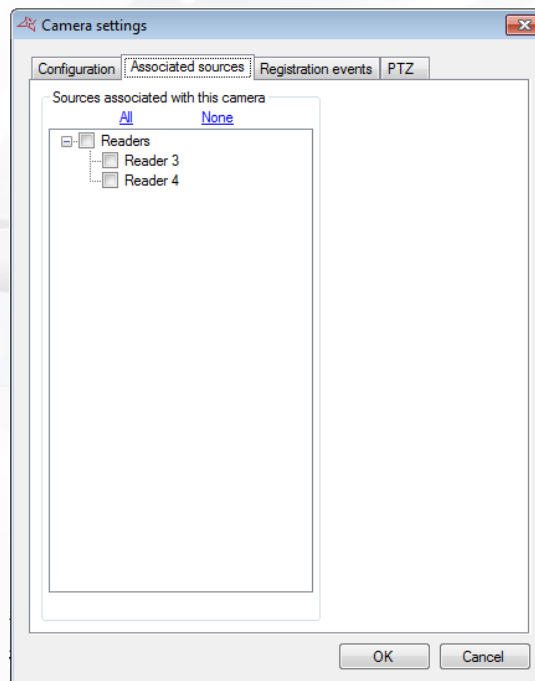 Camera settings
Configuration Associated sources Registration events PTZ
Sources associated with this camera
All None
Readers
Reader 3
Reader 4
OK Cancel